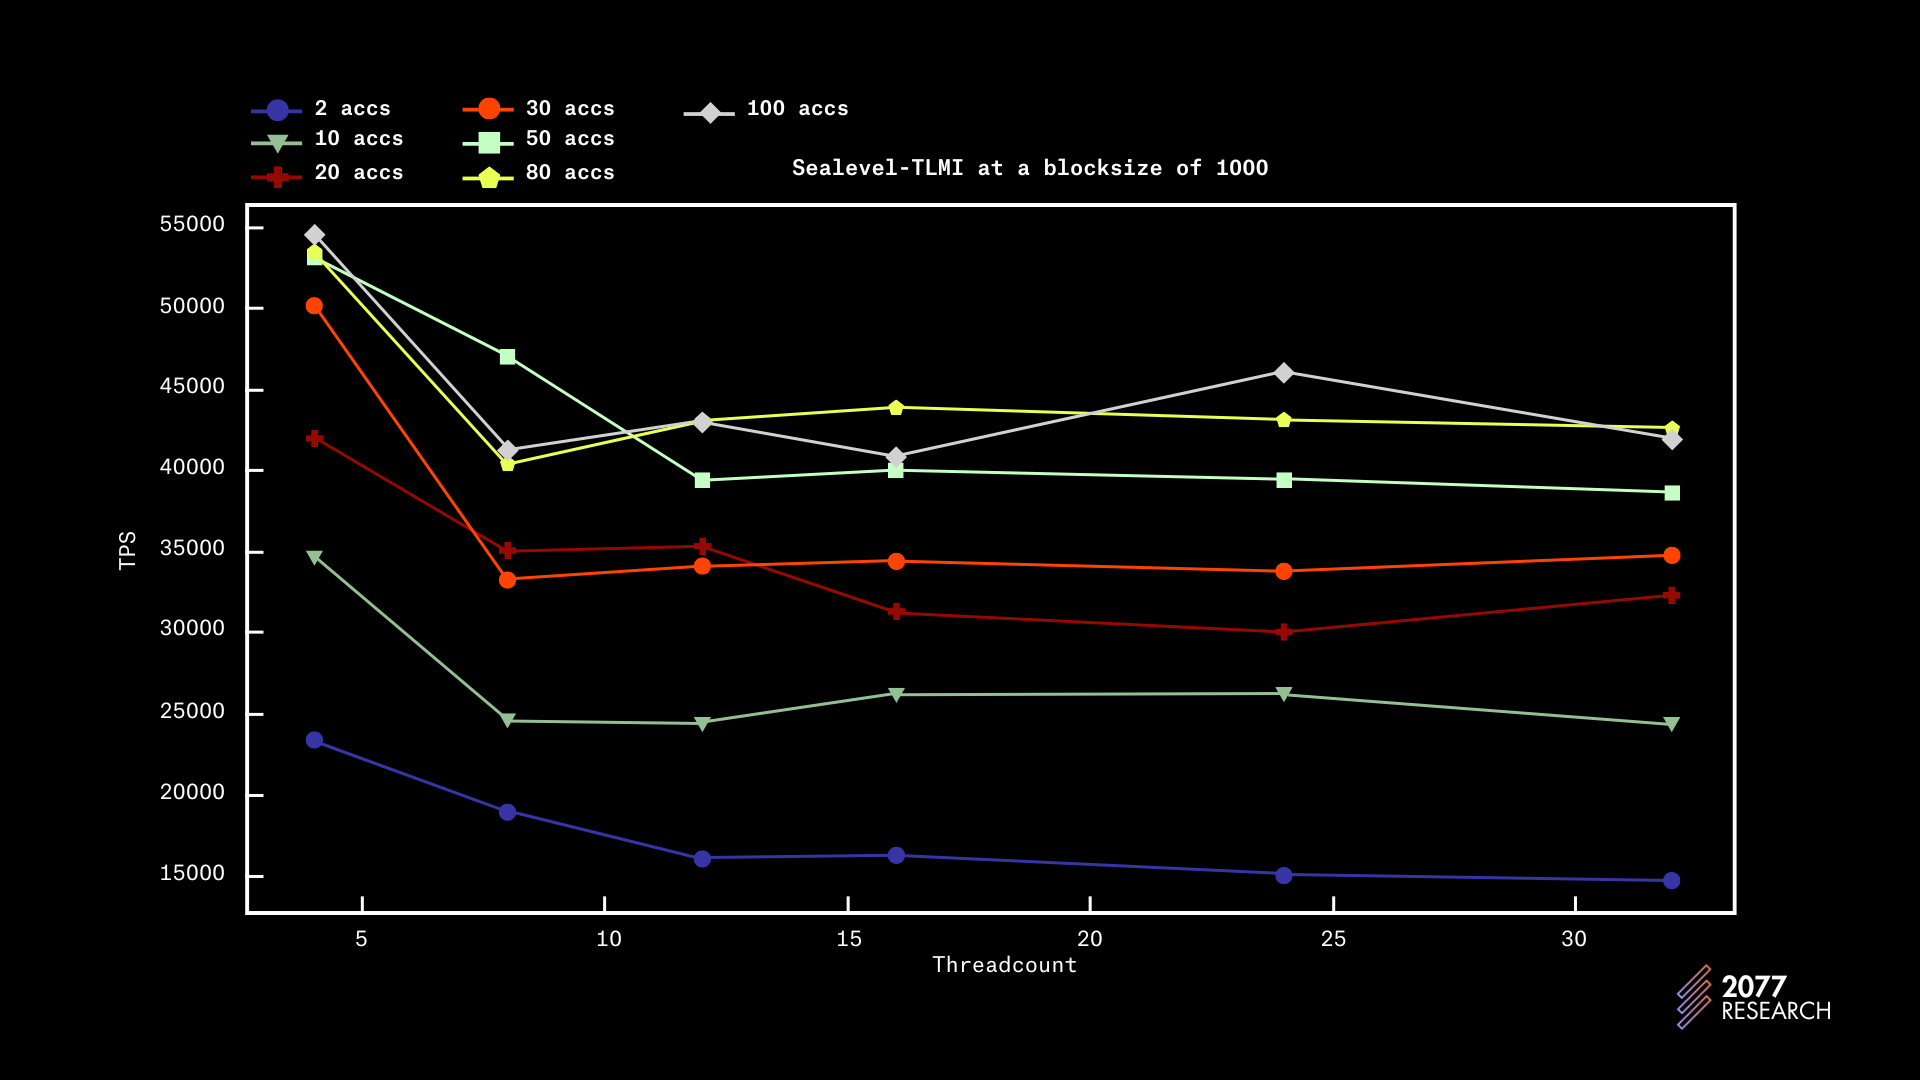 2 accs
10 accs
20 accs
30 accs
50 accs
80 accs
100 accs
Sealevel-TLMI at a blocksize of 1000
55000
50000
45000
40000
35000
30000
25000
20000
15000
TPS
5 10 15 20 25 30
Threadcount
2077
RESEARCH